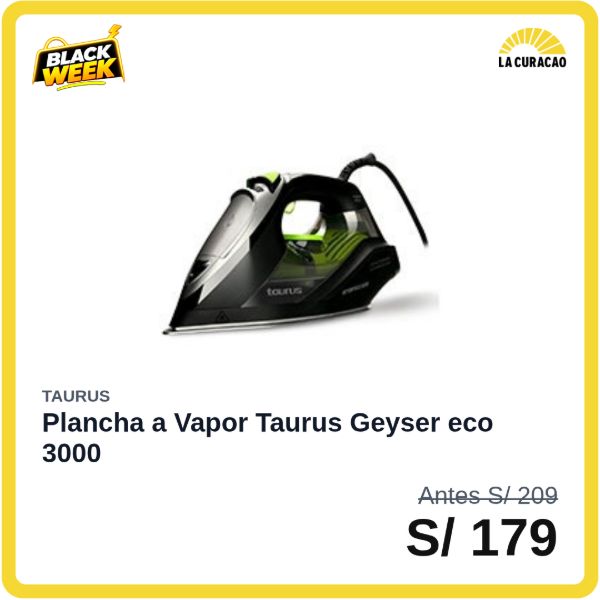 BLACK
WEEK
LA CURACAO
taurus
TAURUS
Plancha a Vapor Taurus Geyser eco
3000
Antes S/ 209
S/ 179